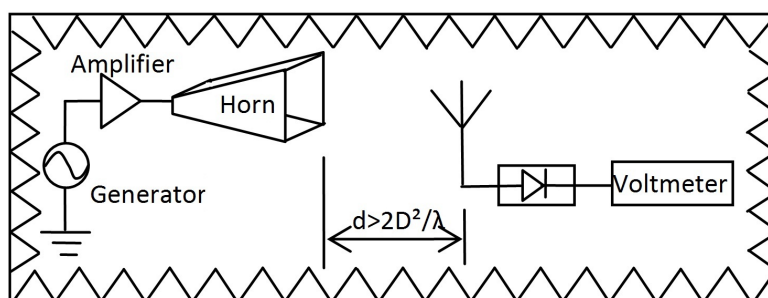 Amplifier
Horn
Generator
d>2D²/λ
Voltmeter